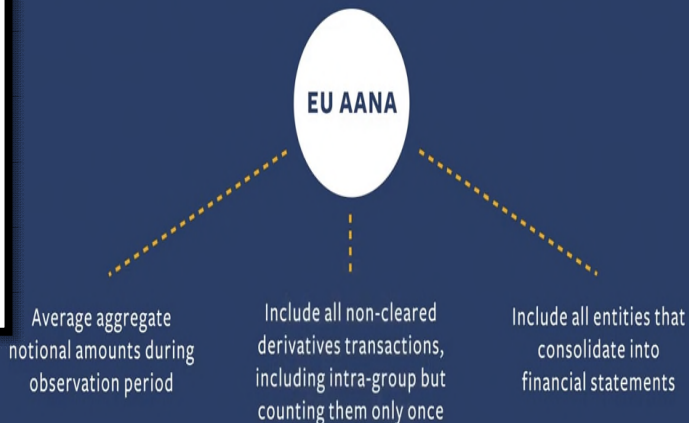 EU AANA
Average aggregate
notional amounts during
observation period
Include all non-cleared
derivatives transactions,
including intra-group but
counting them only once
Include all entities that
consolidate into
financial statements